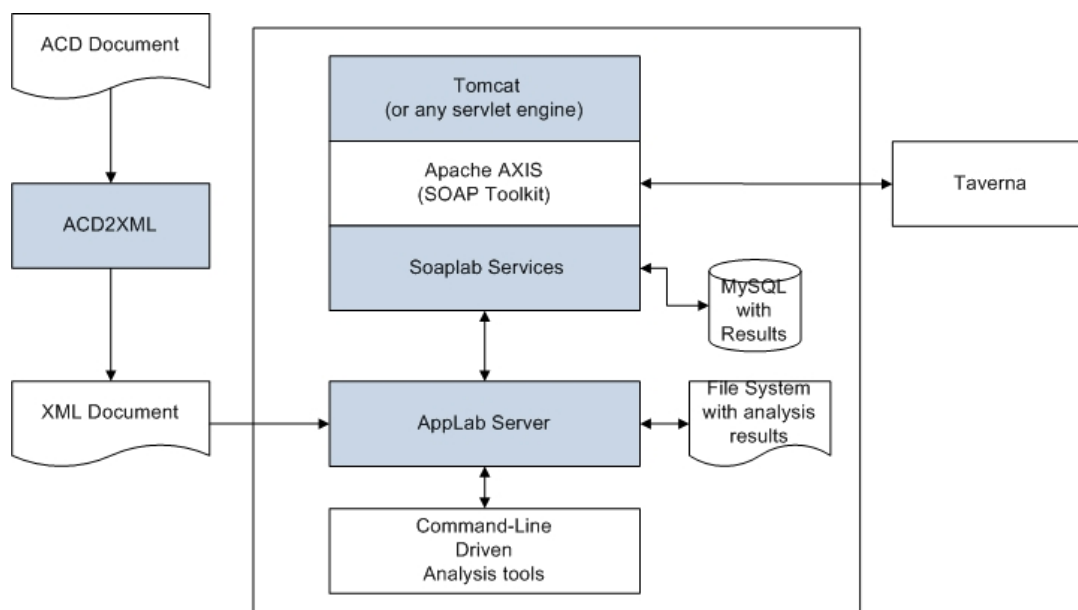 ACD Document
ACD2XML
XML Document
Tomcat
(or any servlet engine)
Apache AXIS
(SOAP Toolkit)
Soaplab Services
MySQL
with
Results
AppLab Server
File System
with analysis
results
Command-Line
Driven
Analysis tools
Taverna